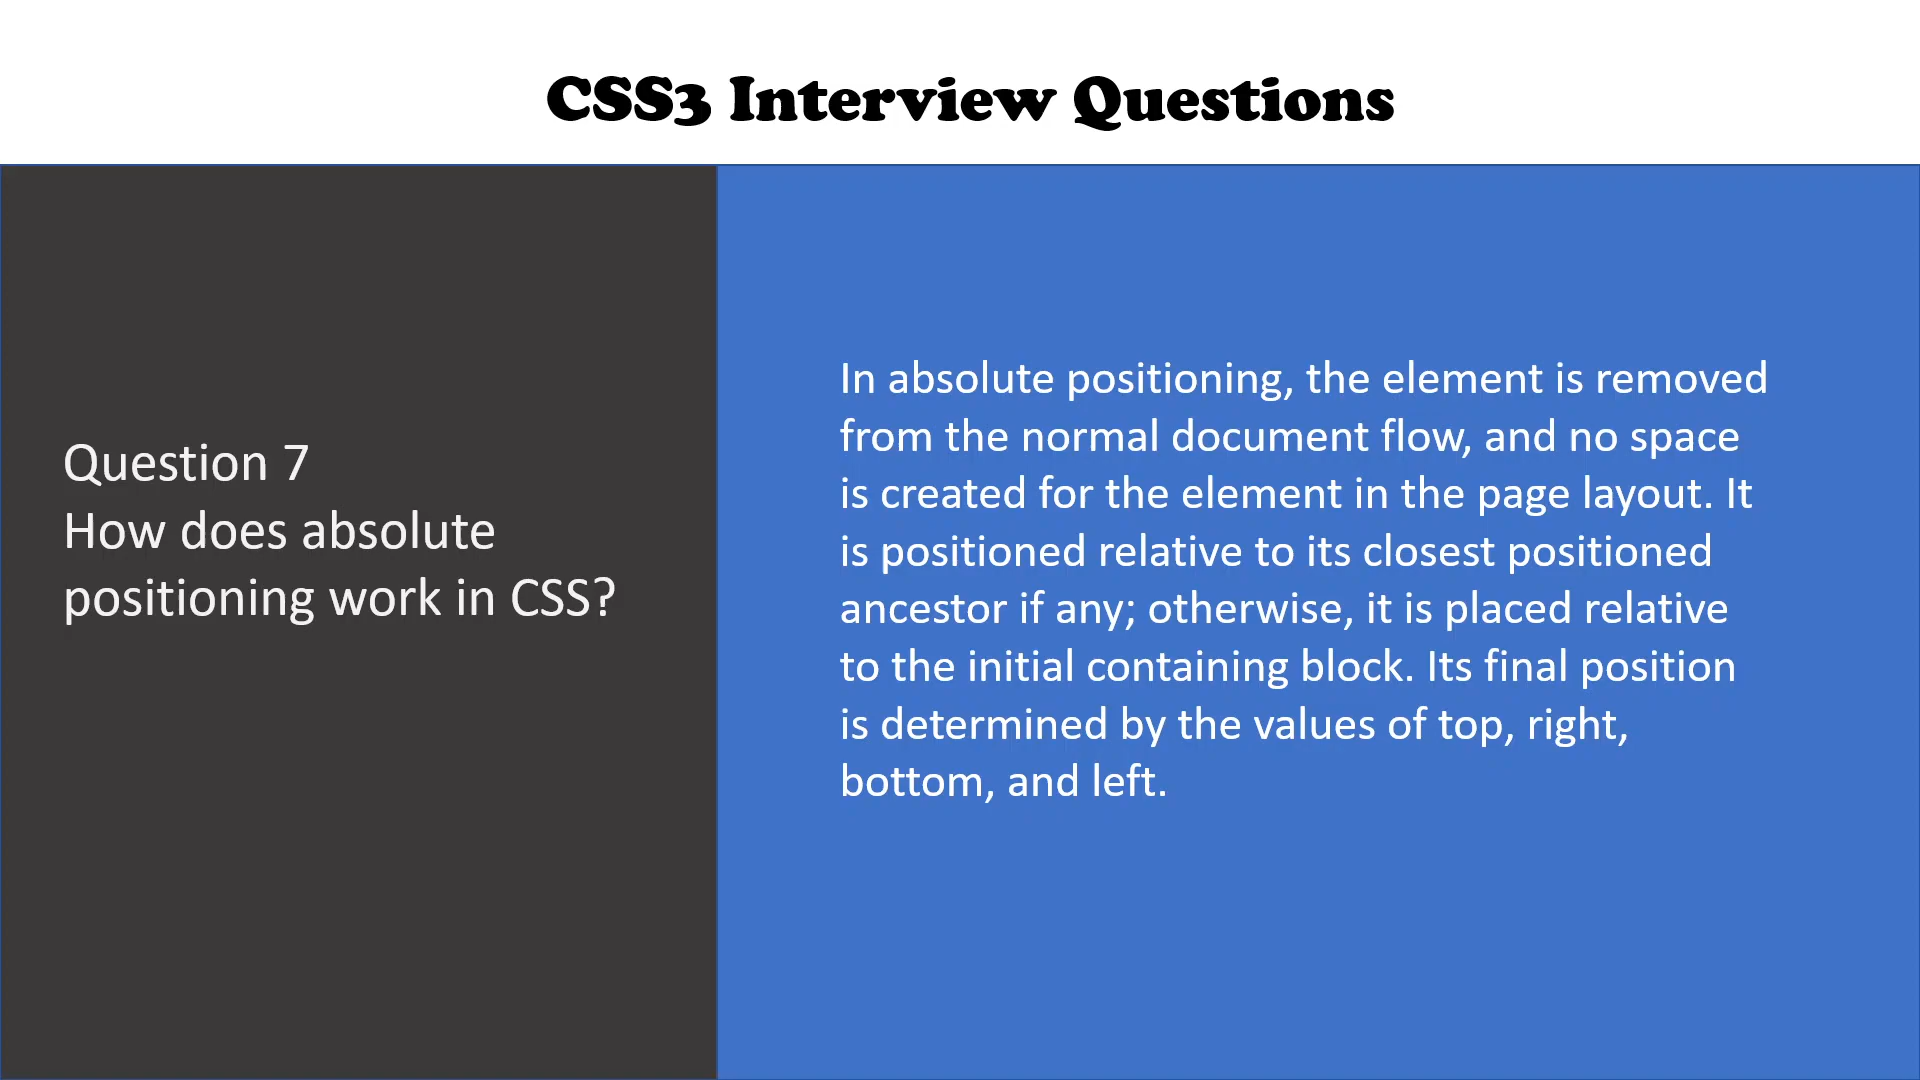 CSS3 Interview Questions
Question 7
How does absolute
positioning work in CSS?
In absolute positioning, the element is removed
from the normal document flow, and no space
is created for the element in the page layout. It
is positioned relative to its closest positioned
ancestor if any; otherwise, it is placed relative
to the initial containing block. Its final position
is determined by the values of top, right,
bottom, and left.